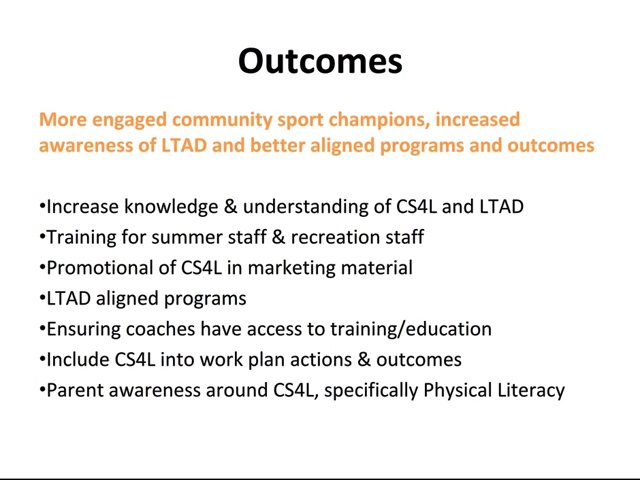 Outcomes
More engaged community sport champions, increased
awareness of LTAD and better aligned programs and outcomes
•Increase knowledge & understanding of CS4L and LTAD
•Training for summer staff & recreation staff
•Promotional of CS4L in marketing material
•LTAD aligned programs
•Ensuring coaches have access to training/education
•Include CS4L into work plan actions & outcomes
•Parent awareness around CS4L, specifically Physical Literacy